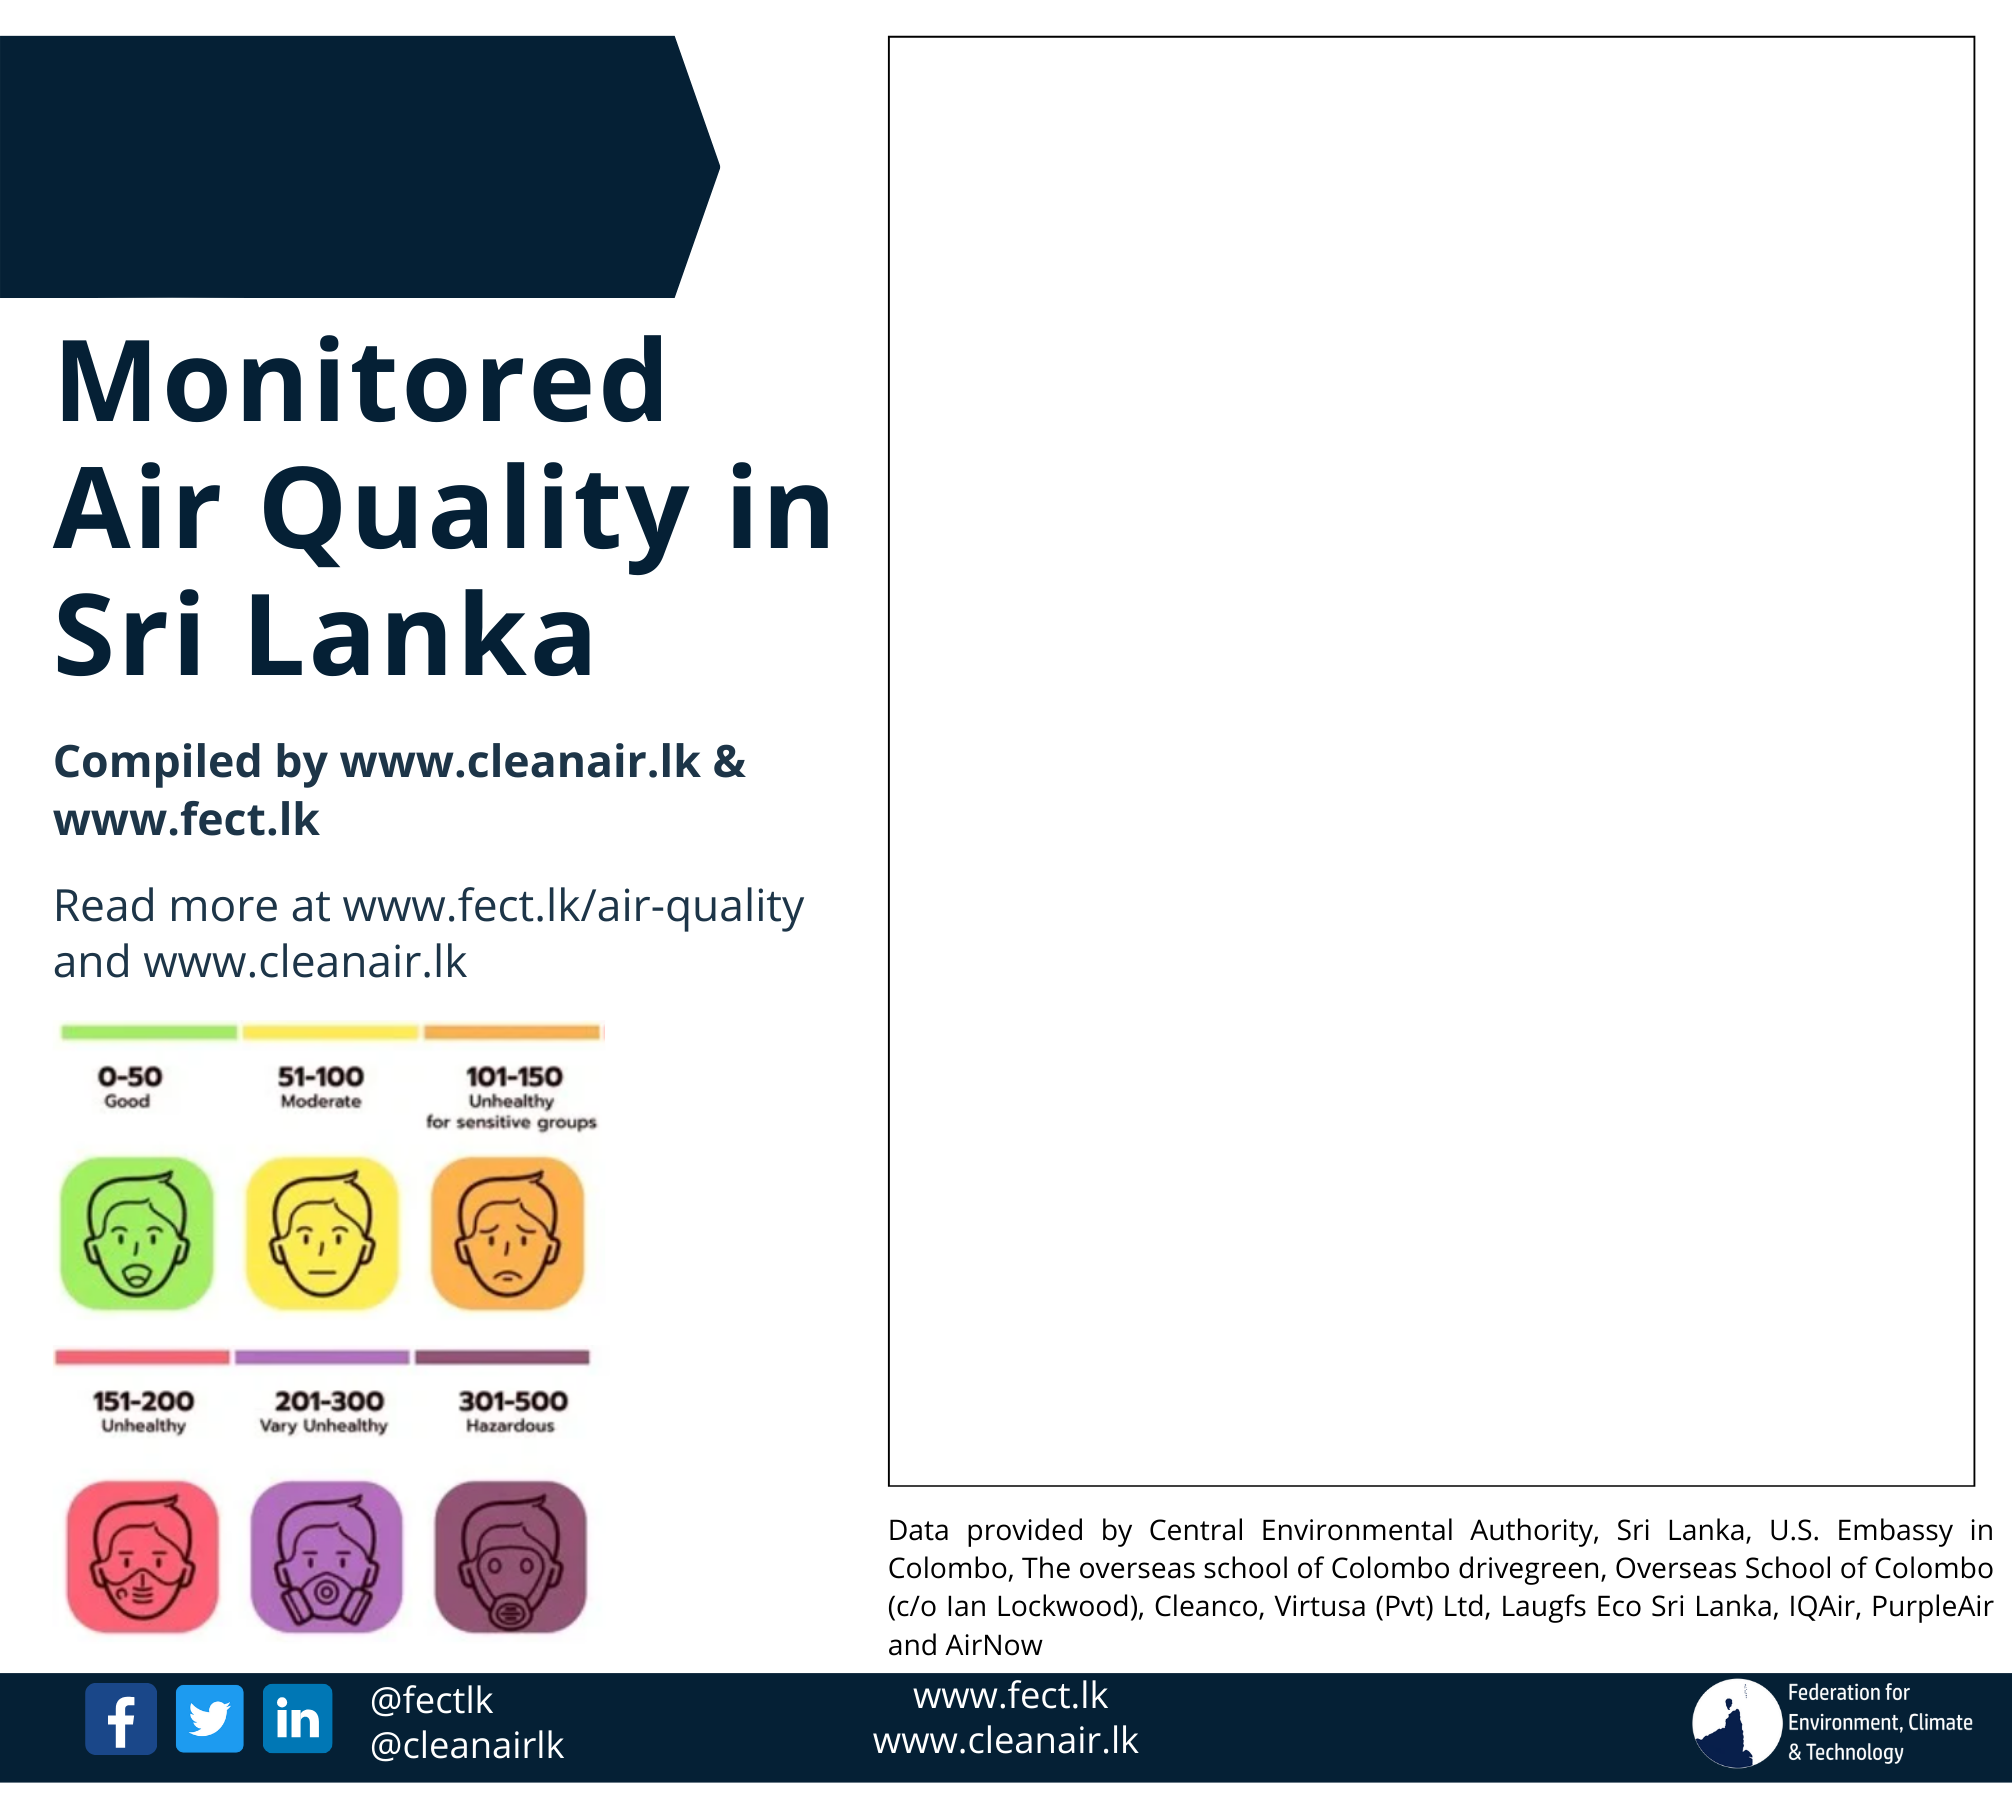 Monitored
Air Quality in
Sri Lanka
Compiled by www.cleanair.lk &
www.fect.lk
Read more at www.fect.lk/air-quality
and www.cleanair.lk
0-50
Good
51-100
Moderate
101-150
Unhealthy
for sensitive groups
151-200
Unhealthy
201-300
Vary Unhealthy
301-500
Hazardous
Data provided by Central Environmental Authority, Sri Lanka, U.S. Embassy in
Colombo, The overseas school of Colombo drivegreen, Overseas School of Colombo
(c/o Ian Lockwood), Cleanco, Virtusa (Pvt) Ltd, Laugfs Eco Sri Lanka, IQAir, PurpleAir
and AirNow
@fectlk
@cleanairlk
www.fect.lk
www.cleanair.lk
Federation for
Environment, Climate
& Technology